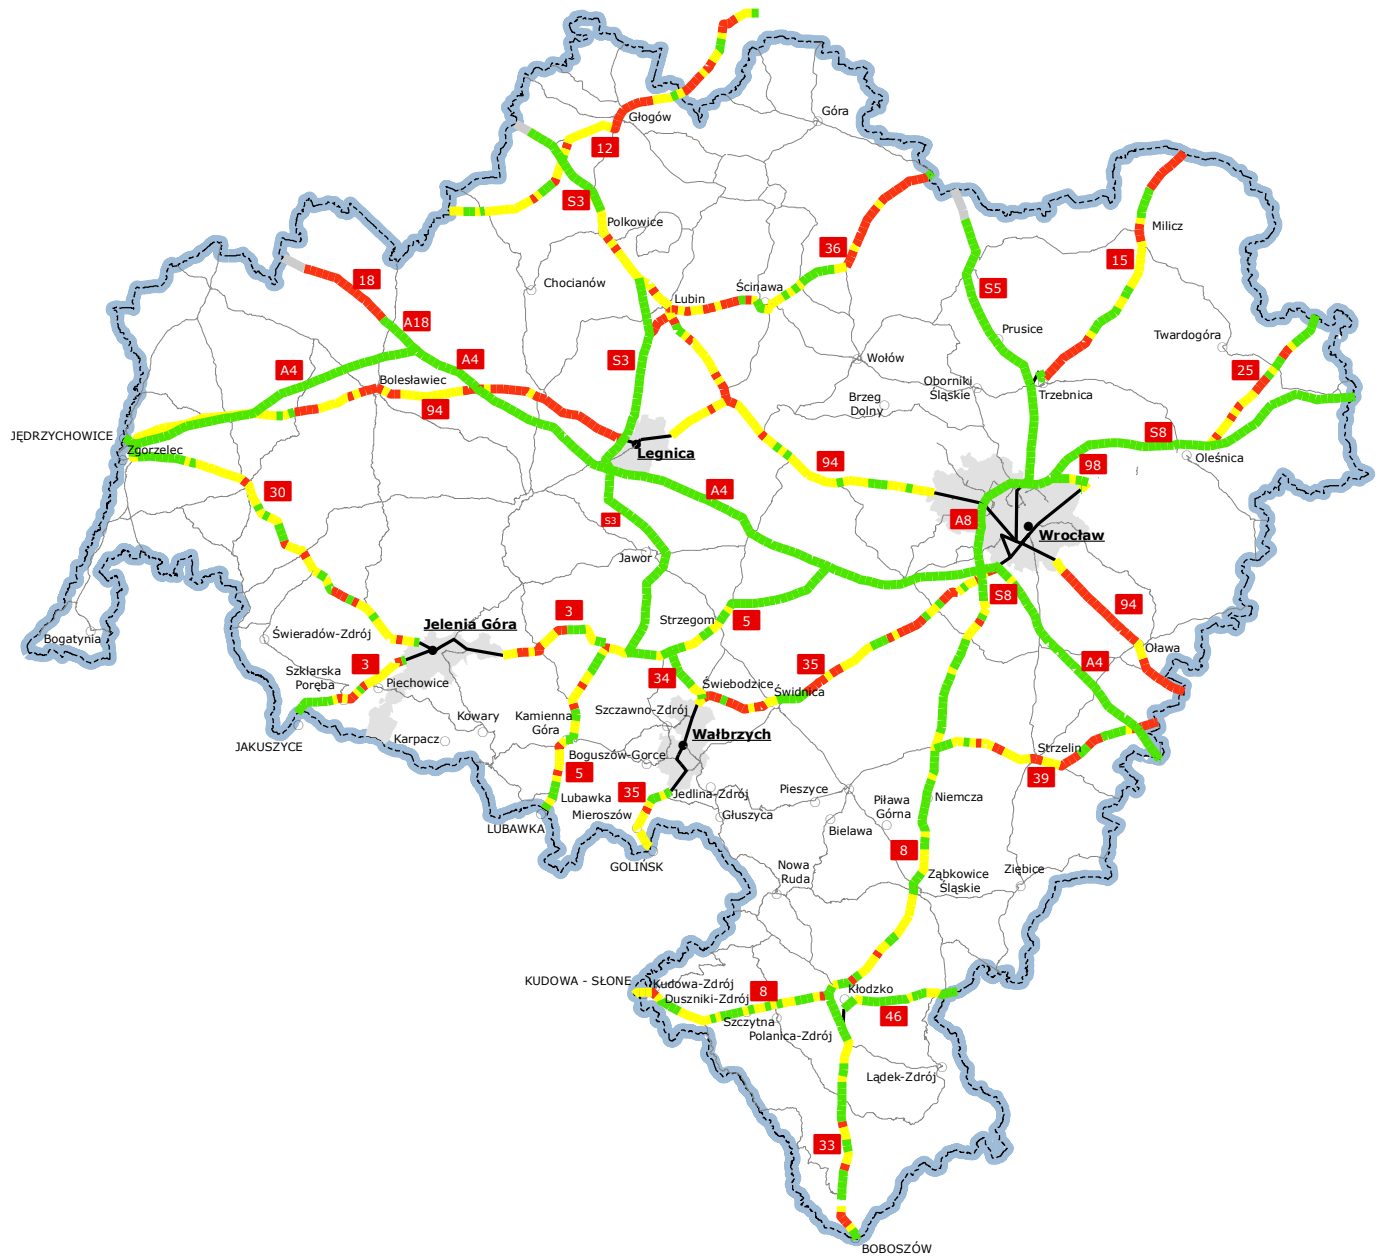 Góra
Głogów
12
S3
Polkowice
Milicz
36
15
18
Chocianów
Ścinawa
S5
Lubin
A18
Prusice
Twardogóra
S3
A4
Wołów
A4
25
Bolesławiec
Oborniki
Śląskie
Trzebnica
Brzeg
Dolny
94
JĘDRZYCHOWICE
S8
Zgorzelec
Legnica
Oleśnica
94
98
30
A4
S3
A8
Wrocław
Jawor
S8
94
3
Strzegom
5
Jelenia Góra
Świeradów-Zdrój
Bogatynia
Oława
3
35
A4
Szklarska
Poręba
34
Piechowice
Świebodzice
Świdnica
Szczawno-Zdrój
Kamienna
Góra
Kowary
Wałbrzych
Karpacz
JAKUSZYCE
Strzelin
Boguszów-Gorce
5
39
35
Jedlina-Zdrój
Pieszyce
Lubawka
Niemcza
Piława
Górna
Mieroszów
Głuszyca
LUBAWKA
Bielawa
8
GOLIŃSK
Nowa
Ruda
Ząbkowice
Śląskie
Ziębice
KUDOWA - SŁONE
Kudowa-Zdrój
8
Kłodzko
Duszniki-Zdrój
46
Szczytna
Polanica-Zdrój
Lądek-Zdrój
33
BOBOSZÓW